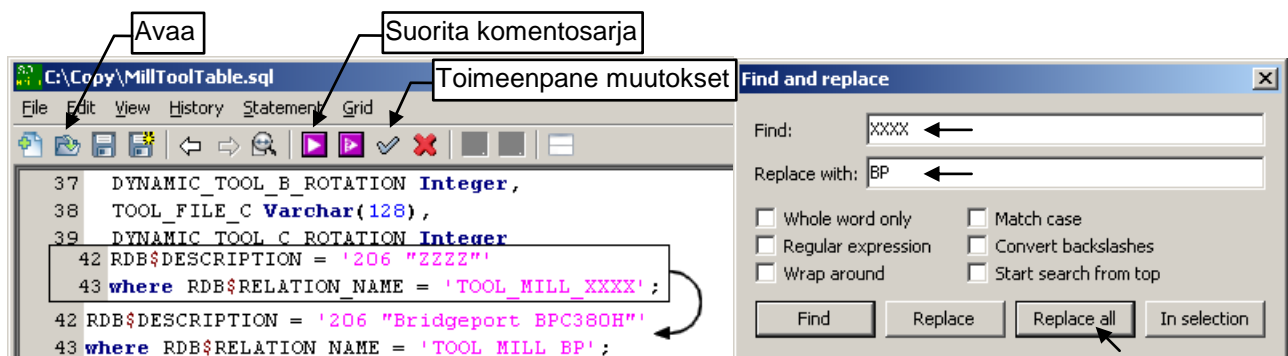 Avaa
Suorita komentosarja
C:\Copy\MillToolTable.sql
Toimeenpane muutokset
File Edit View History Statement Grid
37 DYNAMIC_TOOL_B_ROTATION Integer,
38 TOOL_FILE_C Varchar(128),
39 DYNAMIC_TOOL_C_ROTATION Integer
42 RDB$DESCRIPTION = '206 "ZZZZ"'
43 where RDB$RELATION_NAME = 'TOOL_MILL_XXXX';
42 RDB$DESCRIPTION = '206 "Bridgeport BPC380H"'
43 where RDB$RELATION_NAME = 'TOOL_MILL_BP';
Find and replace
Find: XXXX
Replace with: BP
Whole word only
Match case
Regular expression
Convert backslashes
Wrap around
Start search from top
Find
Replace
Replace all
In selection